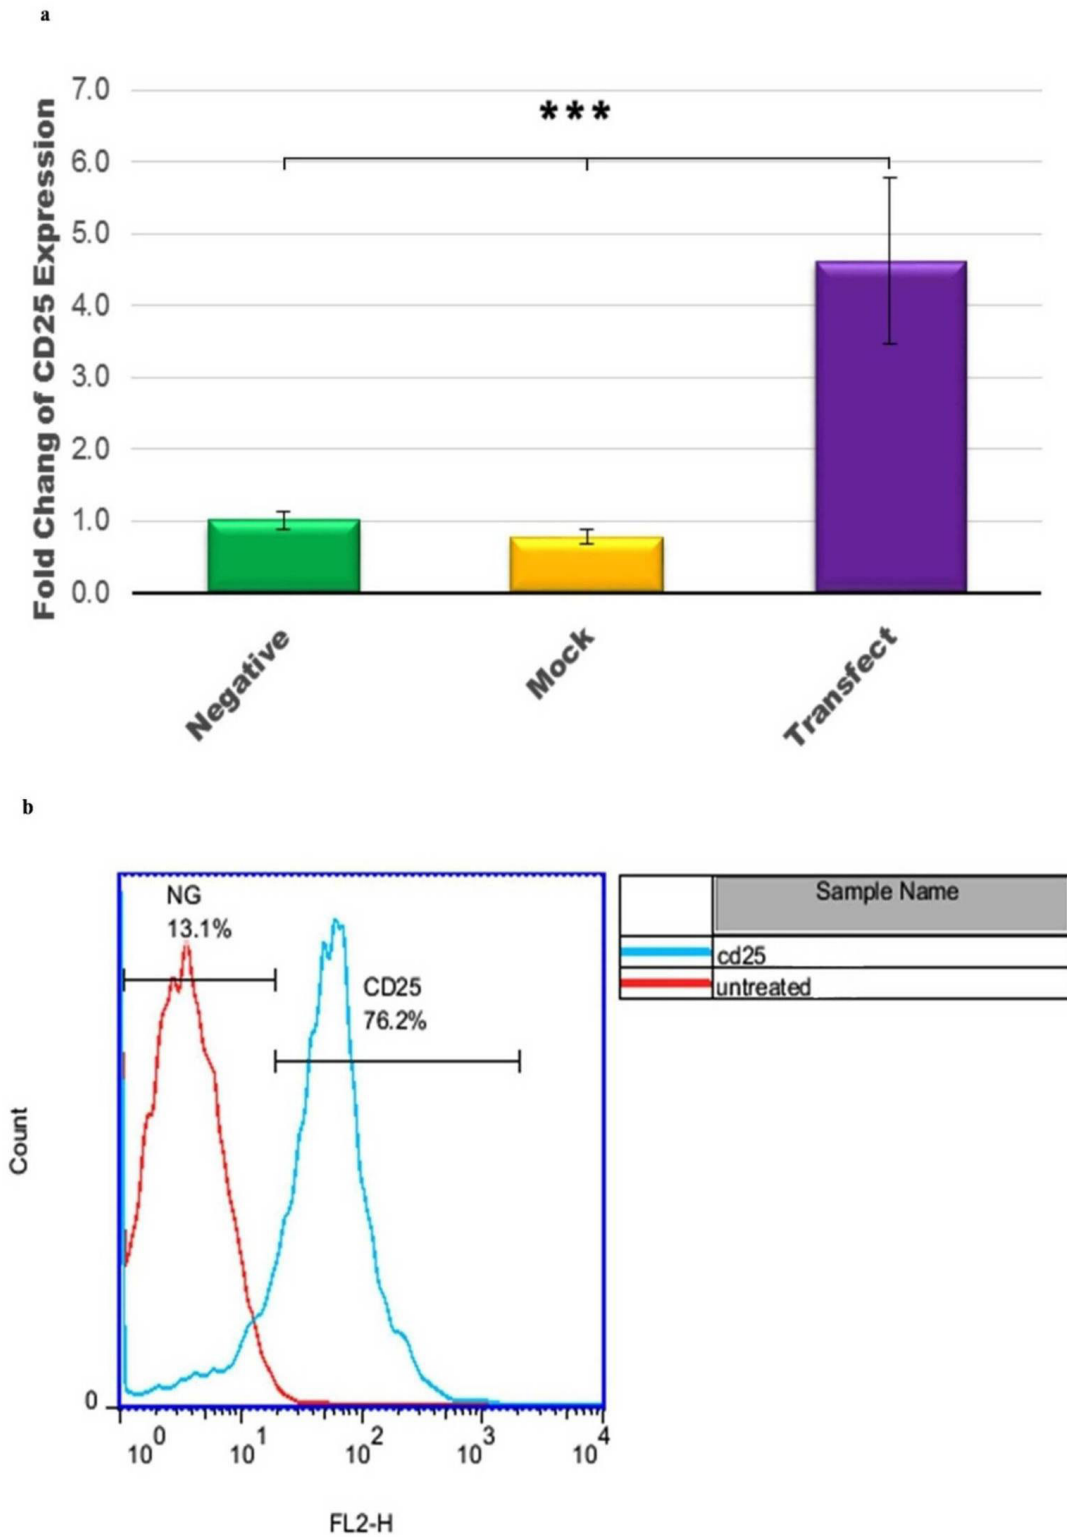 a
Fold Chang of CD25 Expression
7.0
6.0
5.0
4.0
3.0
2.0
1.0
0.0
***
Negative
Mock
Transfect
b
NG
13.1%
CD25
76.2%
Count
0
10^0 10^1 10^2 10^3 10^4
FL2-H
Sample Name
cd25
untreated